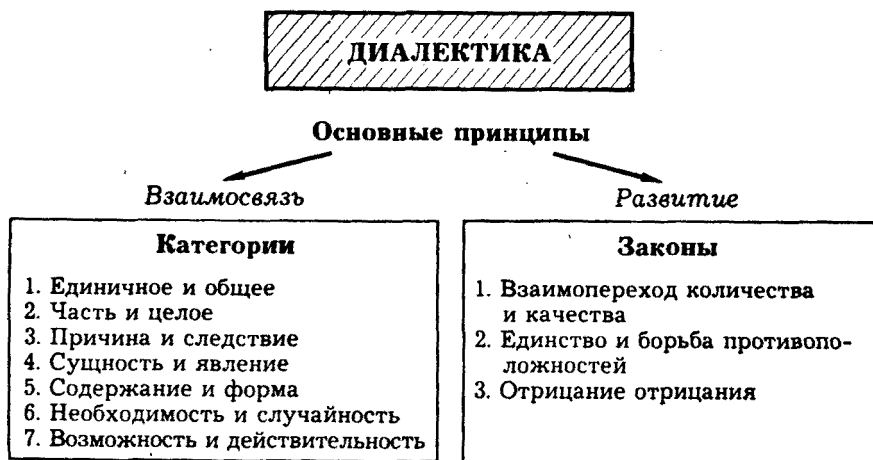 ДИАЛЕКТИКА
Основные принципы
Взаимосвязь
Категории
1. Единичное и общее
2. Часть и целое
3. Причина и следствие
4. Сущность и явление
5. Содержание и форма
6. Необходимость и случайность
7. Возможность и действительность
Развитие
Законы
1. Взаимопереход количества
и качества
2. Единство и борьба противопо-
ложностей
3. Отрицание отрицания